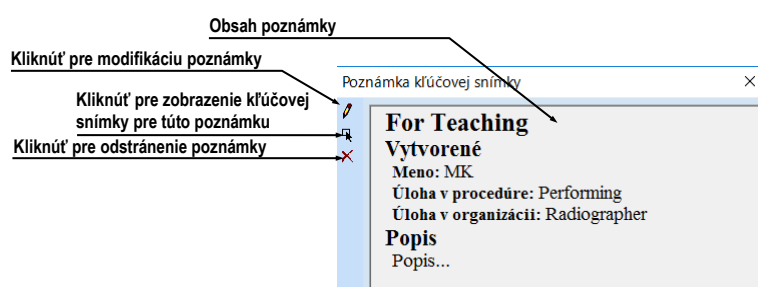 Obsah poznámky
Kliknúť pre modifikáciu poznámky
Poznámka kľúčovej snímky
Kliknúť pre zobrazenie kľúčovej
snímky pre túto poznámku
Kliknúť pre odstránenie poznámky
For Teaching
Vytvorené
Meno: MK
Úloha v procedúre: Performing
Úloha v organizácii: Radiographer
Popis
Popis...